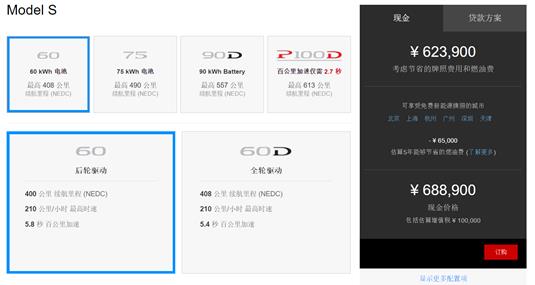 Model S
60
60 kWh 电池
最高 408 公里
续航里程 (NEDC)
75
75 kWh 电池
最高 490 公里
续航里程 (NEDC)
90D
90 kWh Battery
最高 557 公里
续航里程 (NEDC)
P100D
百公里加速仅需 2.7 秒
最高 613 公里
续航里程 (NEDC)
60
后轮驱动
400 公里 续航里程 (NEDC)
210 公里/小时 最高时速
5.8 秒 百公里加速
60D
全轮驱动
408 公里 续航里程 (NEDC)
210 公里/小时 最高时速
5.4 秒 百公里加速
现金
贷款方案
¥ 623,900
考虑节省的牌照费用和燃油费
可享受免费新能源牌照的城市
北京 上海 杭州 广州 深圳 天津
- ¥ 65,000
估算5年能够节省的燃油费 (了解更多)
¥ 688,900
现金价格
包括估算增值税 ¥ 100,000
订购
显示更多配置项